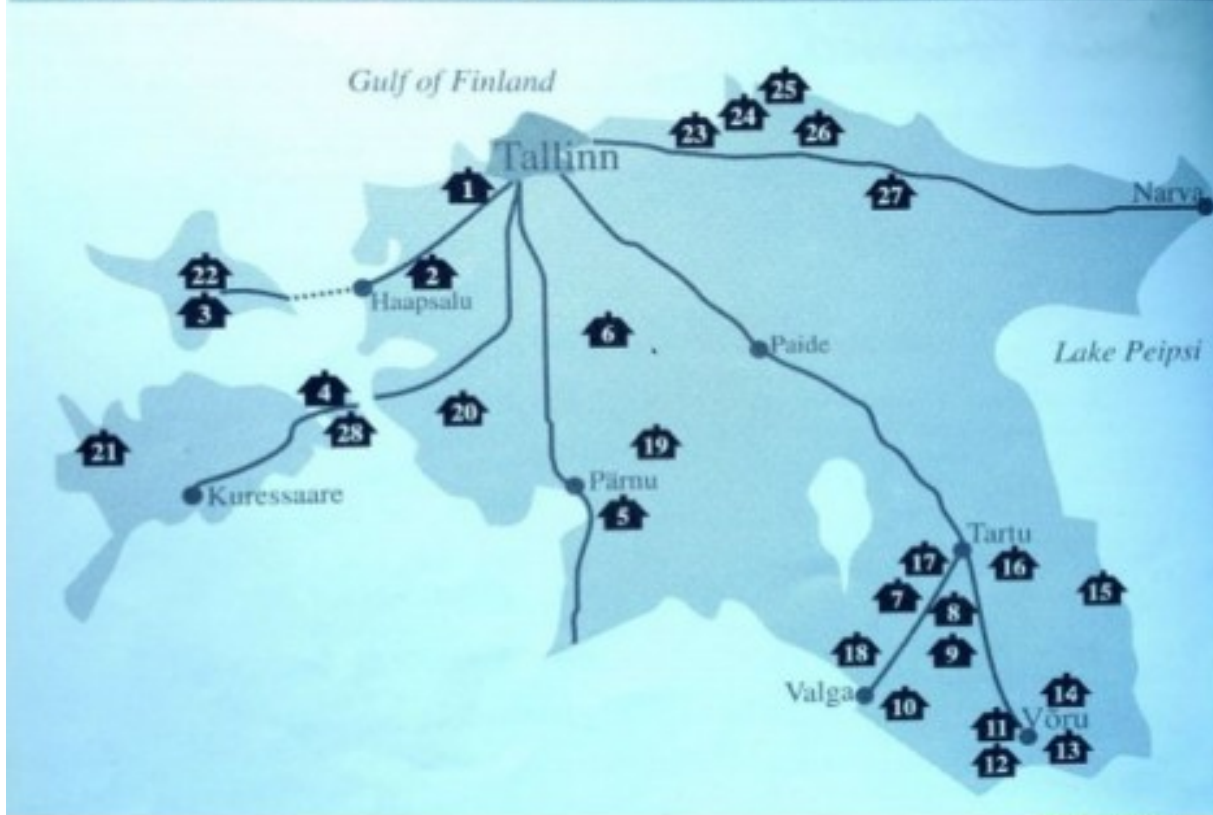 Gulf of Finland
25
24
23
26
Tallinn
1
27
Narva
22
2
3
Haapsalu
6
Paide
Lake Peipsi
4
20
28
21
19
Kuressaare
Pärnu
5
Tartu
17
16
7
8
15
18
9
Valga
10
14
11
Võru
13
12